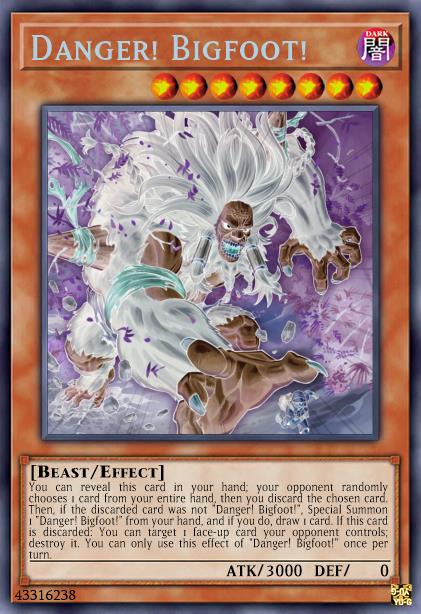 DANGER! BIGFOOT!
DARK
闇
[BEAST/EFFECT]
You can reveal this card in your hand; your opponent randomly
chooses 1 card from your entire hand, then you discard the chosen card.
Then, if the discarded card was not "Danger! Bigfoot!", Special Summon
1 "Danger! Bigfoot!" from your hand, and if you do, draw 1 card. If this card
is discarded: You can target 1 face-up card your opponent controls;
destroy it. You can only use this effect of "Danger! Bigfoot!" once per
turn.
ATK/3000 DEF/ 0
43316238